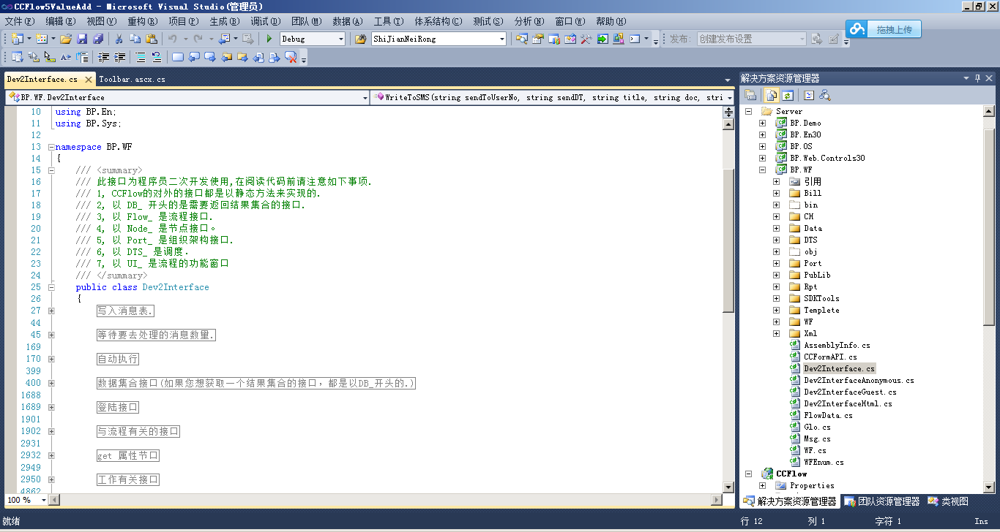 CCFlow5ValueAdd - Microsoft Visual Studio(管理员)
文件(F) 编辑(E) 视图(V) 重构(R) 项目(P) 生成(B) 调试(D) 团队(M) 数据(A) 工具(T) 体系结构(C) 测试(S) 分析(N) 窗口(W) 帮助(H)
Debug ShiJianNeiRong 发布: 创建发布设置
拖拽上传
Dev2Interface.cs Toolbar.ascx.cs
BP.WF.Dev2Interface WriteToSMS(string sendToUserNo, string sendDT, string title, string doc, stri
10 using BP.En;
11 using BP.Sys;
12
13 namespace BP.WF
14 {
15 /// <summary>
16 /// 此接口为程序员二次开发使用,在阅读代码前请注意如下事项.
17 /// 1, CCFlow的对外的接口都是以静态方法来实现的.
18 /// 2, 以 DB_ 开头的是需要返回结果集合的接口.
19 /// 3, 以 Flow_ 是流程接口.
20 /// 4, 以 Node_ 是节点接口。
21 /// 5, 以 Port_ 是组织架构接口.
22 /// 6, 以 DTS_ 是调度.
23 /// 7, 以 UI_ 是流程的功能窗口
24 /// </summary>
25 public class Dev2Interface
26 {
27 写入消息表.
44
45 等待要去处理的消息数量.
169
170 自动执行
399
400 数据集合接口(如果您想获取一个结果集合的接口，都是以DB_开头的.)
1688
1689 登陆接口
1901
1902 与流程有关的接口
2931
2932 get 属性节口
2949
2950 工作有关接口
4862
100 %
解决方案资源管理器
Server
BP.Demo
BP.En30
BP.OS
BP.Web.Controls30
BP.WF
引用
Bill
bin
CH
Data
DTS
obj
Port
PubLib
Rpt
SDKTools
Templete
WF
Xml
AssemblyInfo.cs
CCFormAPI.cs
Dev2Interface.cs
Dev2InterfaceAnonymous.cs
Dev2InterfaceGuest.cs
Dev2InterfaceHtml.cs
FlowData.cs
Glo.cs
Msg.cs
WF.cs
WFEnum.cs
CCFlow
Properties
解决方案资源管理器 团队资源管理器 类视图
就绪 行 12 列 1 字符 1 Ins